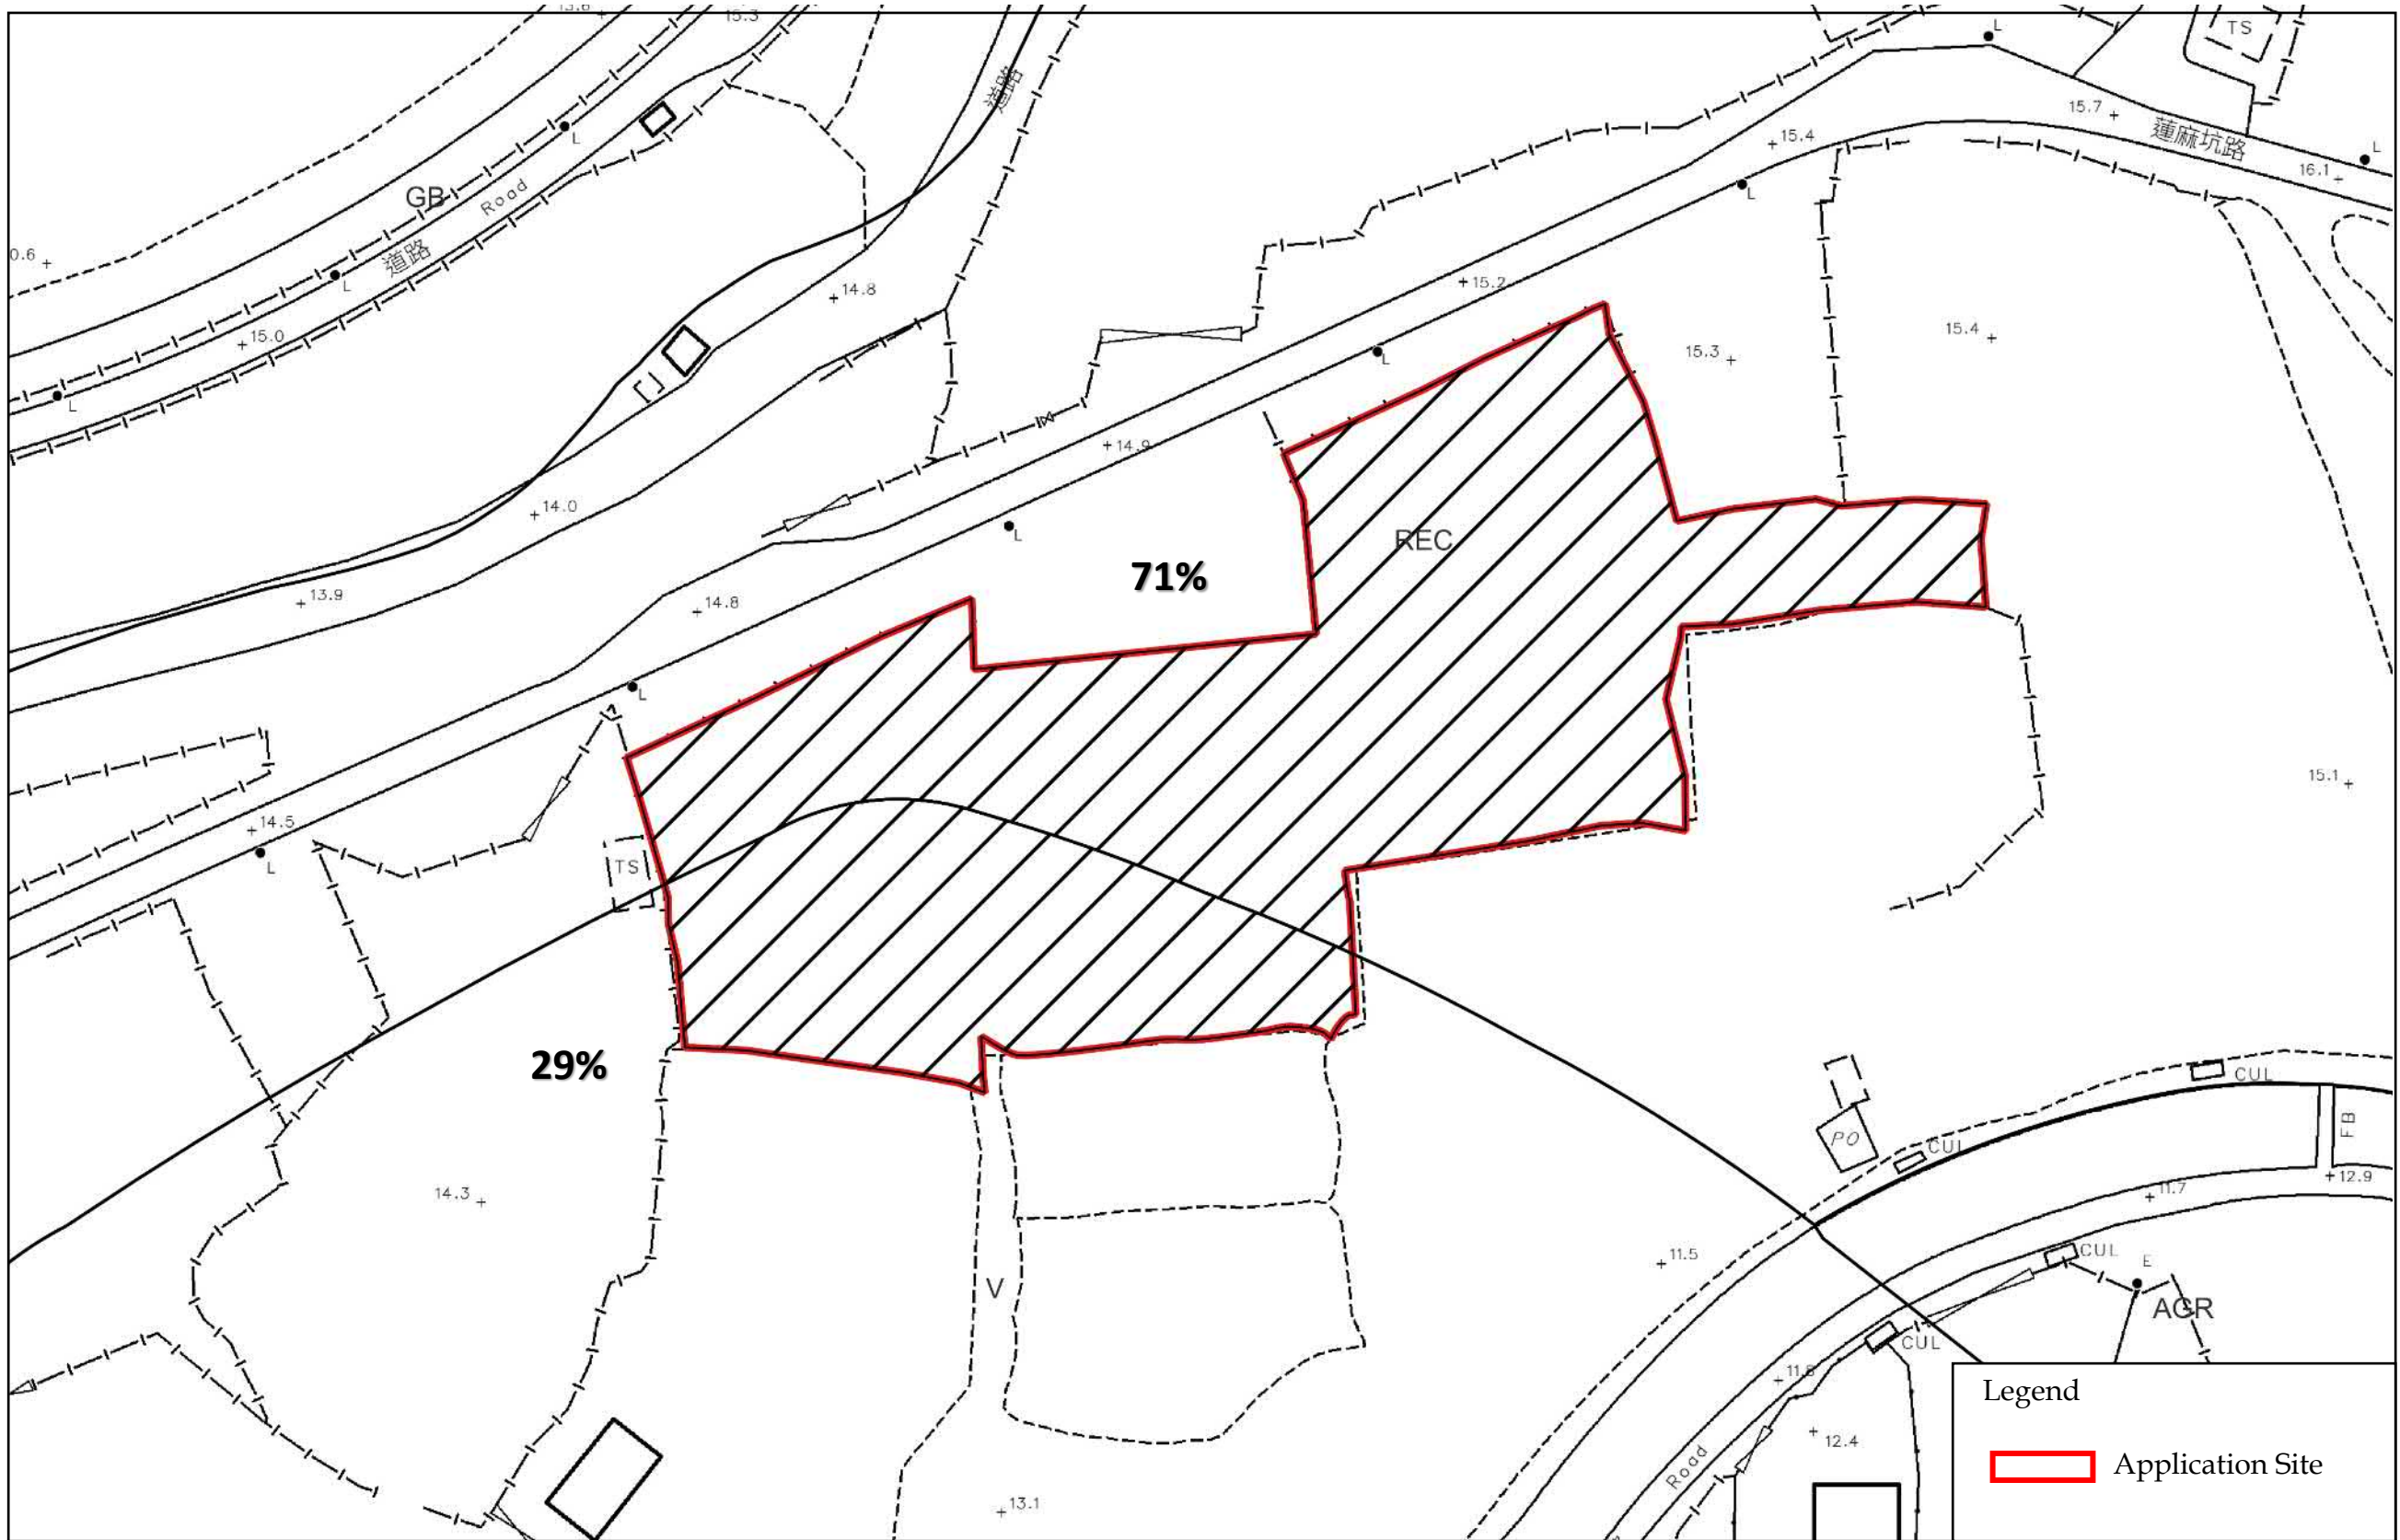 15.3
TS
L
道路
15.7 +
蓮麻坑路
+ 15.4
L
L
16.1 +
GB
Road
道路
L
L
0.6 +
+ 14.8
+ 15.2
L
+ 15.0
15.3 +
15.4 +
L
L
+ 14.9
+ 14.0
L
REC
71%
+ 13.9
+ 14.8
L
15.1 +
+ 14.5
L
TS
29%
CUL
PO
CUL
FB
+ 12.9
14.3 +
+ 11.7
+ 11.5
CUL
E
V
AGR
CUL
+ 11.8
Legend
+ 12.4
Road
Application Site
+ 13.1